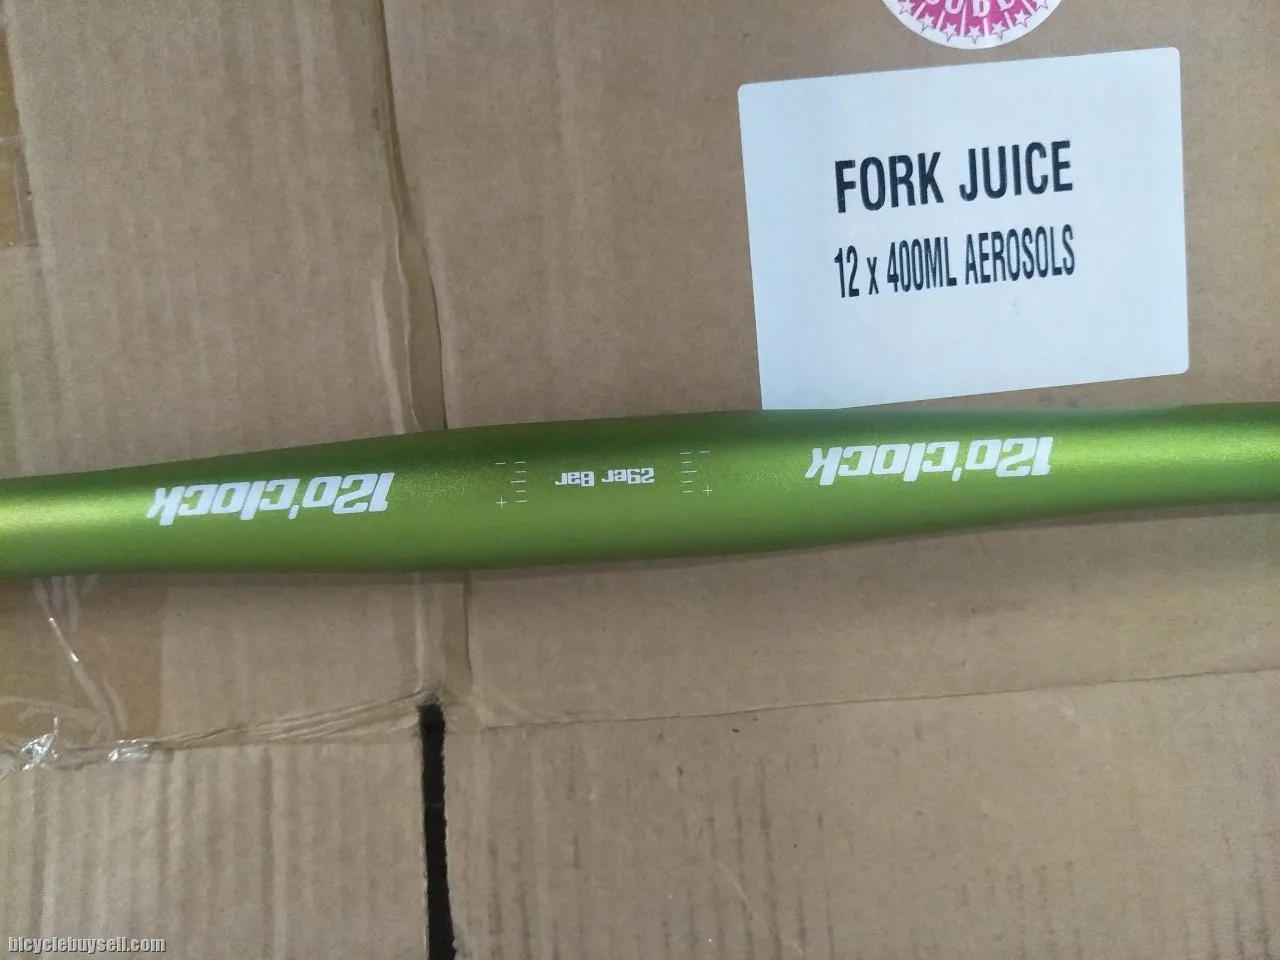 FORK JUICE
12 x 400ML AEROSOLS
12o'clock
29er Bar
12o'clock
bicyclebuysell.com